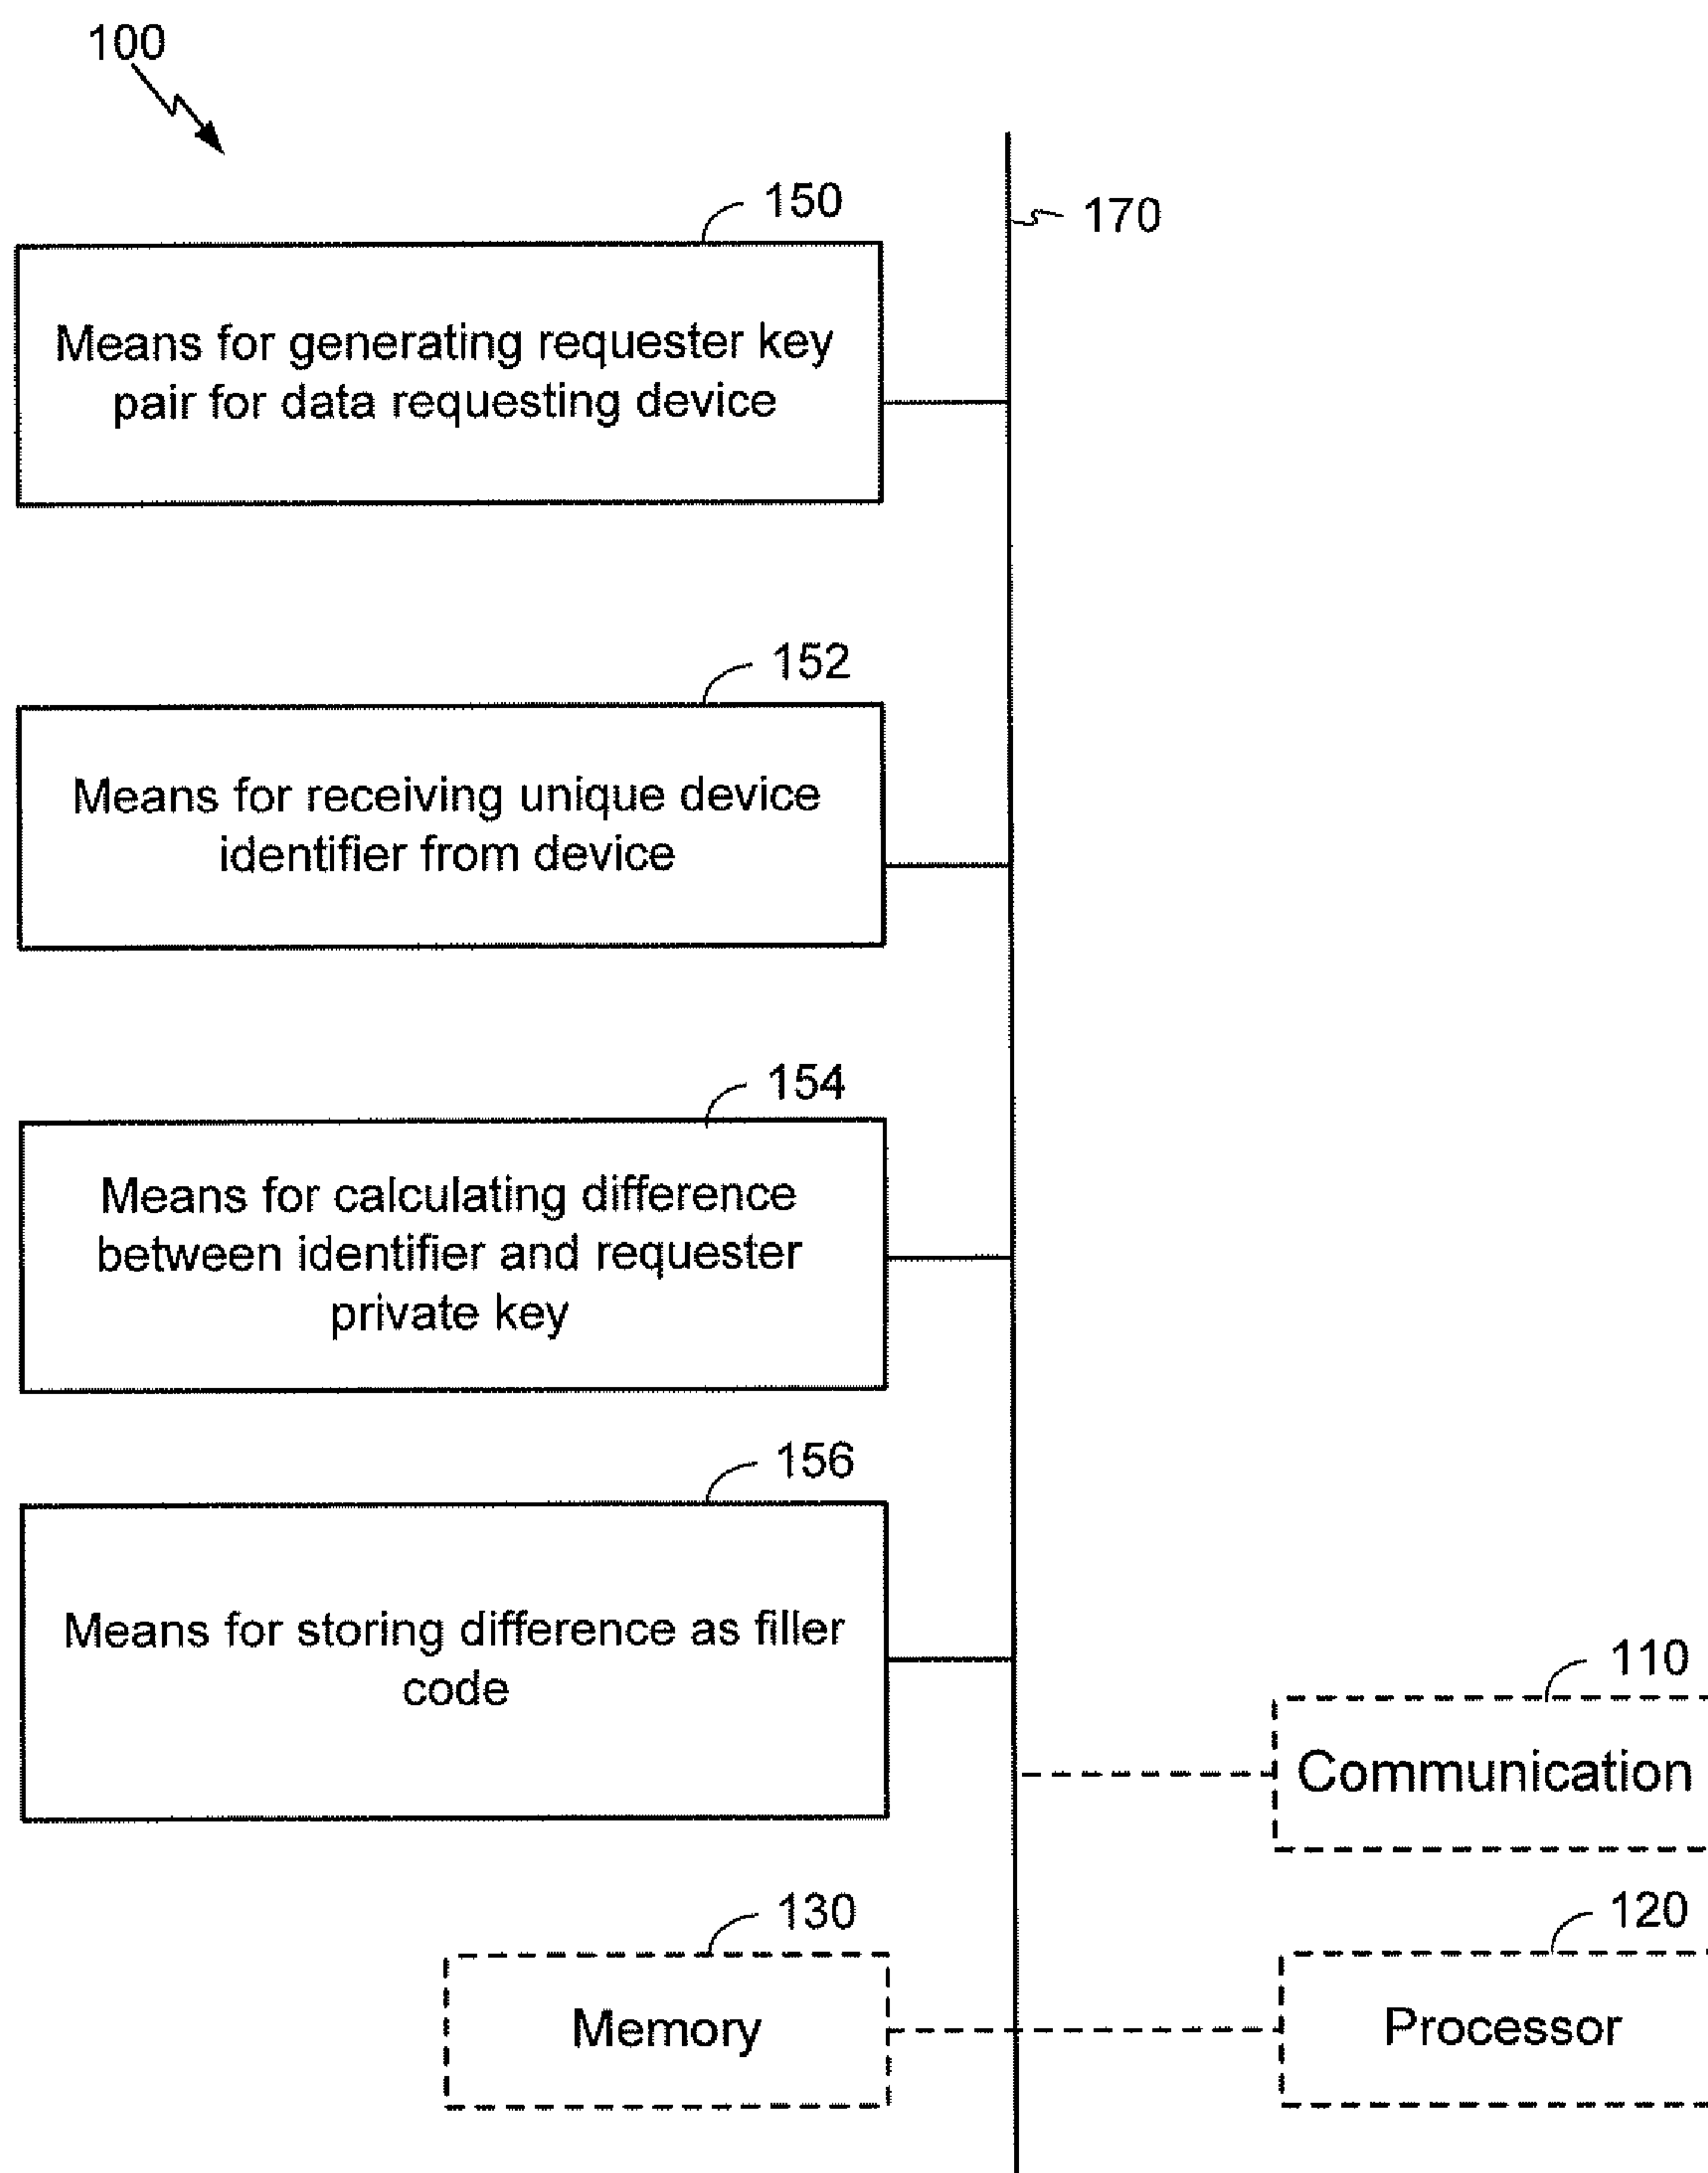 100
150
170
Means for generating requester key
pair for data requesting device
152
Means for receiving unique device
identifier from device
154
Means for calculating difference
between identifier and requester
private key
156
Means for storing difference as filler
code
110
Communication
130
120
Memory
Processor